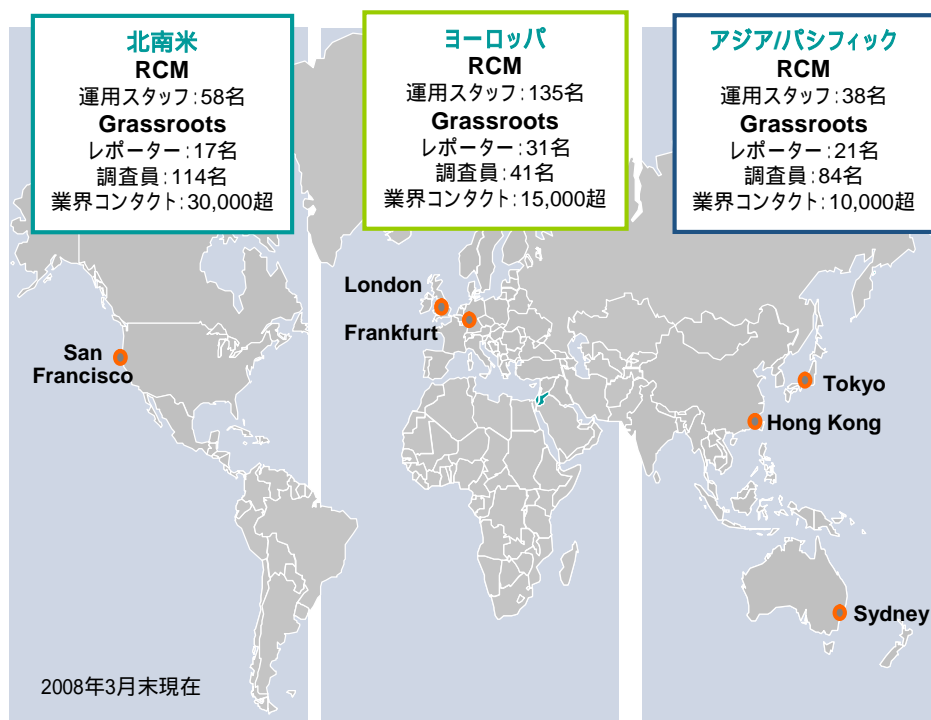 北南米
RCM
運用スタッフ:58名
Grassroots
レポーター:17名
調査員:114名
業界コンタクト:30,000超
ヨーロッパ
RCM
運用スタッフ:135名
Grassroots
レポーター:31名
調査員:41名
業界コンタクト:15,000超
アジア/パシフィック
RCM
運用スタッフ:38名
Grassroots
レポーター:21名
調査員:84名
業界コンタクト:10,000超
London
Frankfurt
San
Francisco
Tokyo
Hong Kong
Sydney
2008年3月末現在